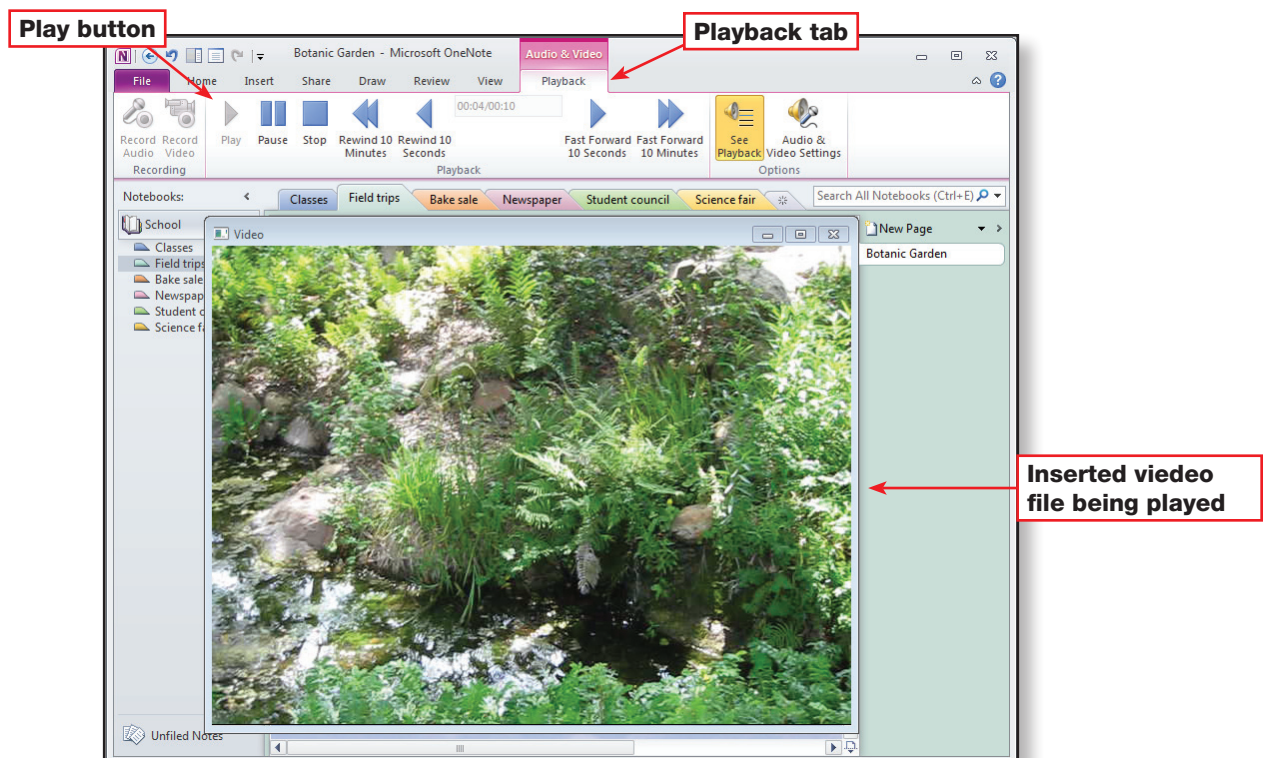 Play button
Playback tab
Botanic Garden - Microsoft OneNote
Audio & Video
File Home Insert Share Draw Review View Playback
Record Audio
Record Video
Play
Pause
Stop
Rewind 10 Minutes
Rewind 10 Seconds
00:04/00:10
Fast Forward 10 Seconds
Fast Forward 10 Minutes
See Playback
Audio & Video Settings
Recording
Playback
Options
Notebooks:
Classes
Field trips
Bake sale
Newspaper
Student council
Science fair
Search All Notebooks (Ctrl+E)
School
Classes
Field trips
Bake sale
Newspap
Student c
Science fa
Video
New Page
Botanic Garden
Inserted viedeo
file being played
Unfiled Notes